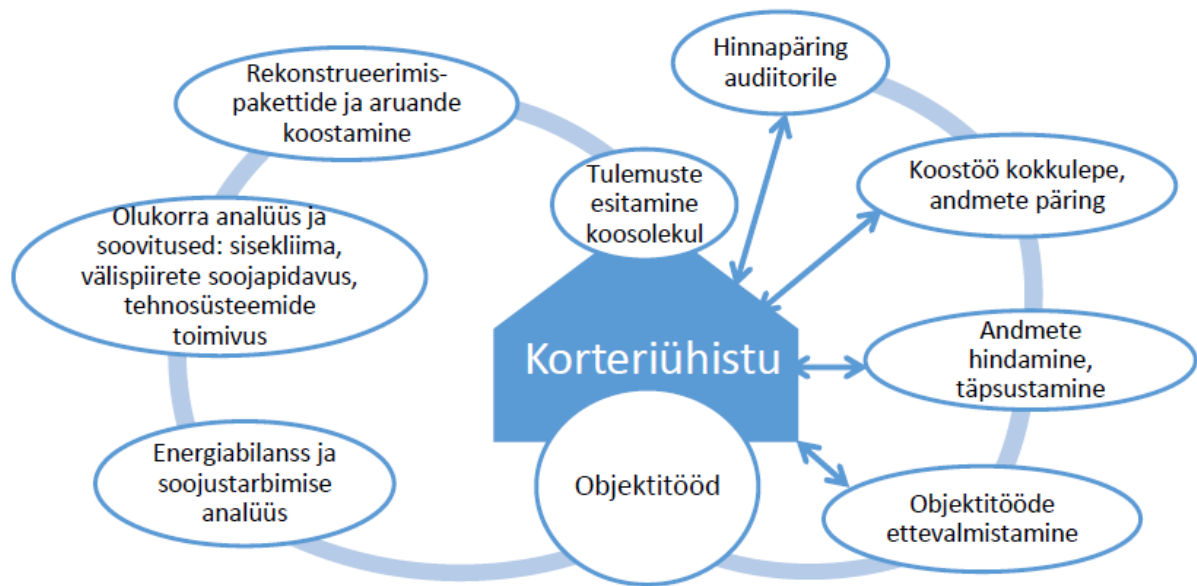 Hinnapäring
audiitorile
Rekonstrueerimis-
pakettide ja aruande
koostamine
Koostöö kokkulepe,
andmete päring
Tulemuste
esitamine
koosolekul
Olukorra analüüs ja
soovitused: sisekliima,
välispiirete soojapidavus,
tehnosüsteemide
toimivus
Korteriühistu
Andmete
hindamine,
täpsustamine
Energiabilanss ja
soojustarbimise
analüüs
Objektitööd
Objektitööde
ettevalmistamine